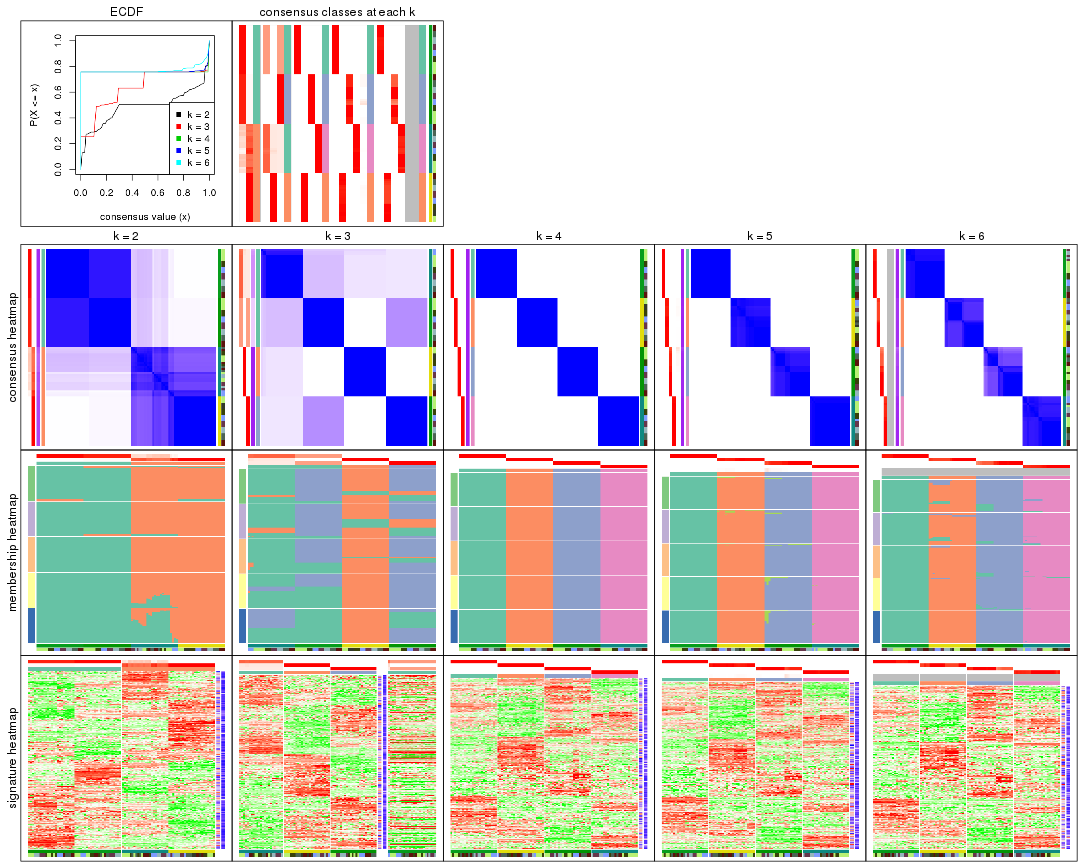 ECDF
consensus classes at each k
P(X <= x)
0.0 0.2 0.4 0.6 0.8 1.0
k = 2
k = 3
k = 4
k = 5
k = 6
0.0 0.2 0.4 0.6 0.8 1.0
consensus value (x)
k = 2
k = 3
k = 4
k = 5
k = 6
consensus heatmap
membership heatmap
signature heatmap